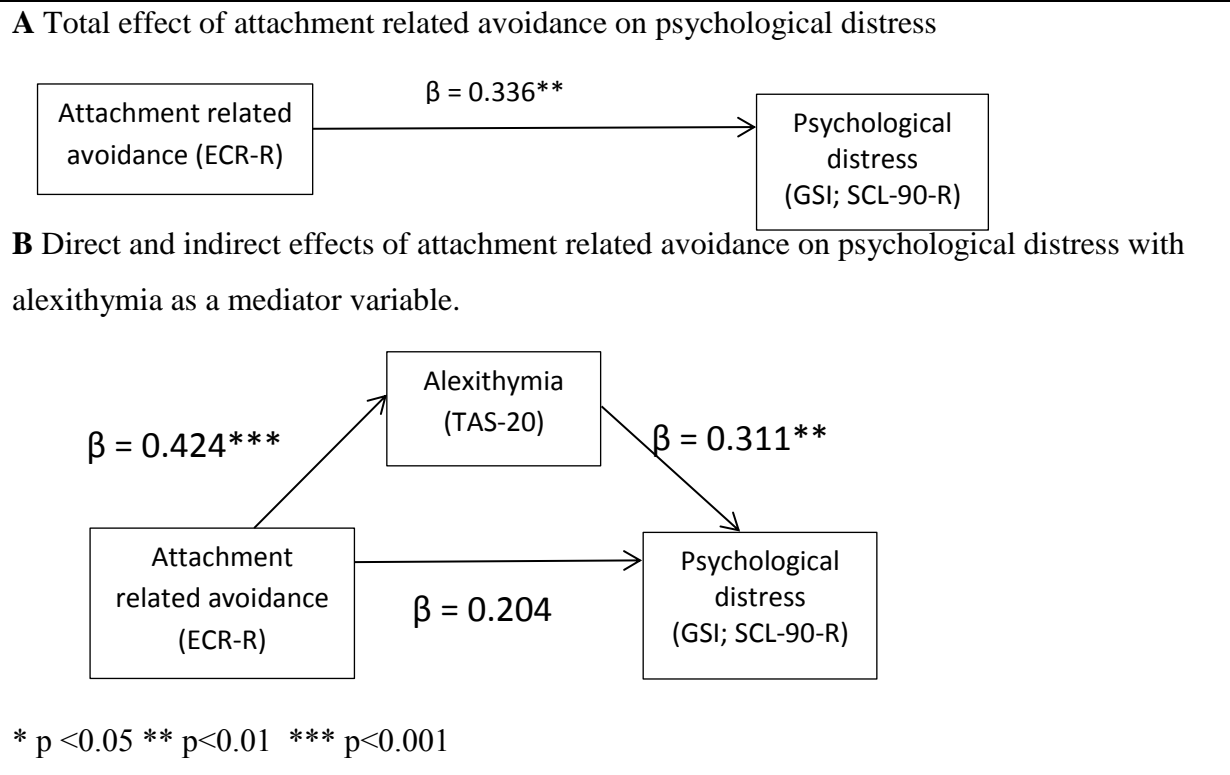 A Total effect of attachment related avoidance on psychological distress
β = 0.336**
Attachment related
avoidance (ECR-R)
Psychological
distress
(GSI; SCL-90-R)
B Direct and indirect effects of attachment related avoidance on psychological distress with
alexithymia as a mediator variable.
Alexithymia
(TAS-20)
β = 0.424***
β = 0.311**
Attachment
related avoidance
(ECR-R)
β = 0.204
Psychological
distress
(GSI; SCL-90-R)
* p <0.05 ** p<0.01 *** p<0.001